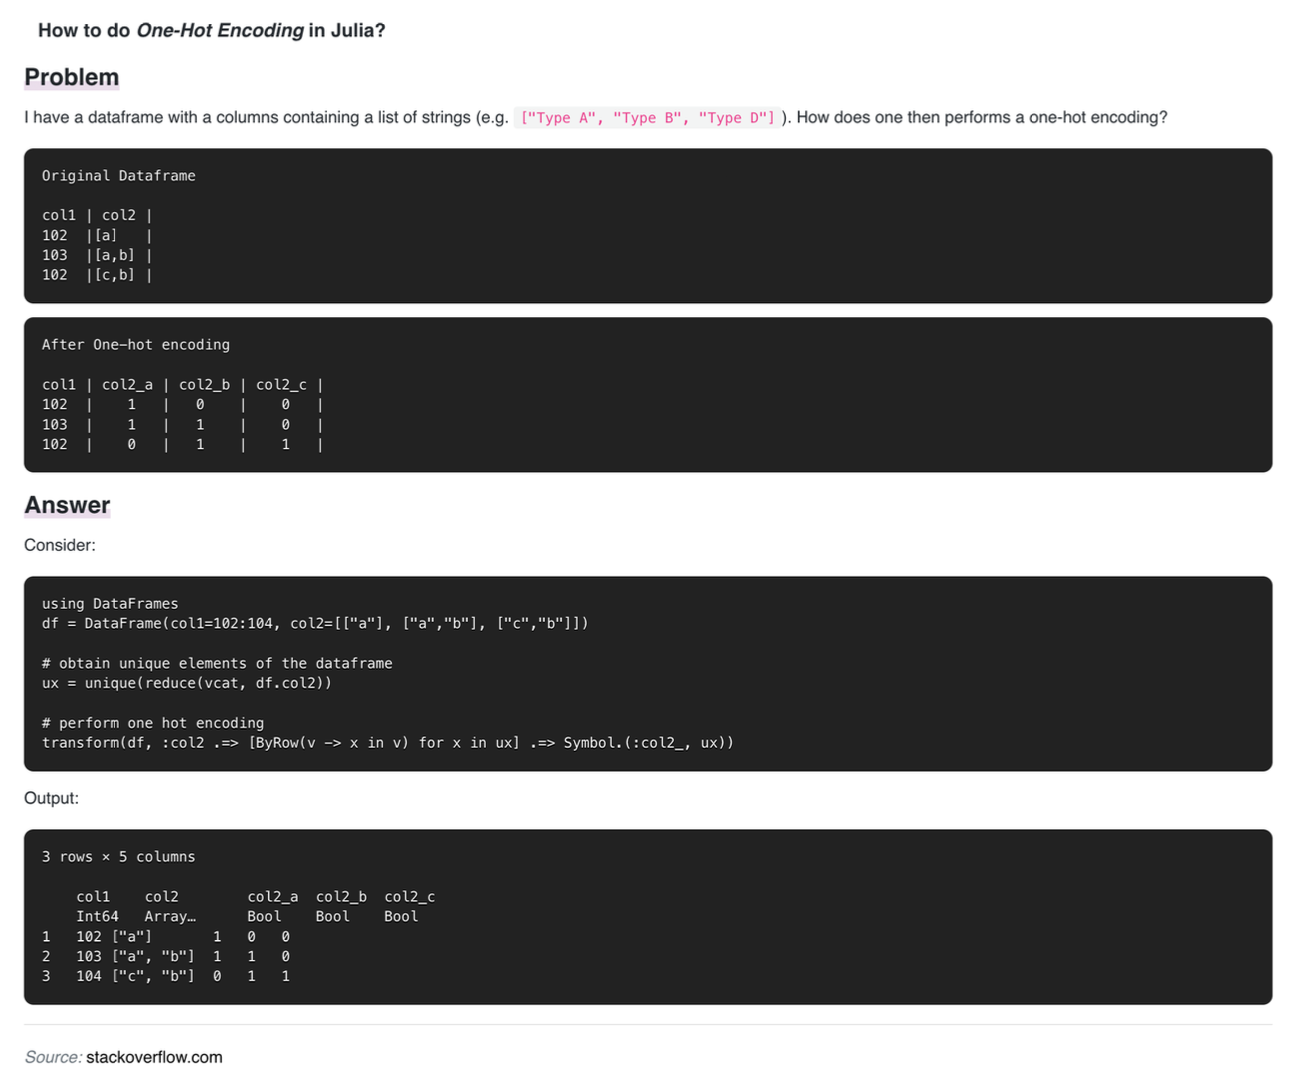 How to do One-Hot Encoding in Julia?
Problem
I have a dataframe with a columns containing a list of strings (e.g. ["Type A", "Type B", "Type D"] ). How does one then performs a one-hot encoding?
Original Dataframe
col1 | col2 |
102  |[a]   |
103  |[a,b] |
102  |[c,b] |
After One-hot encoding
col1 | col2_a | col2_b | col2_c |
102  |    1   |   0    |    0   |
103  |    1   |   1    |    0   |
102  |    0   |   1    |    1   |
Answer
Consider:
using DataFrames
df = DataFrame(col1=102:104, col2=[["a"], ["a","b"], ["c","b"]])
# obtain unique elements of the dataframe
ux = unique(reduce(vcat, df.col2))
# perform one hot encoding
transform(df, :col2 .=> [ByRow(v -> x in v) for x in ux] .=> Symbol.(:col2_, ux))
Output:
3 rows × 5 columns
    col1    col2        col2_a  col2_b  col2_c
    Int64   Array…      Bool    Bool    Bool
1   102 ["a"]       1   0   0
2   103 ["a", "b"]  1   1   0
3   104 ["c", "b"]  0   1   1
Source: stackoverflow.com